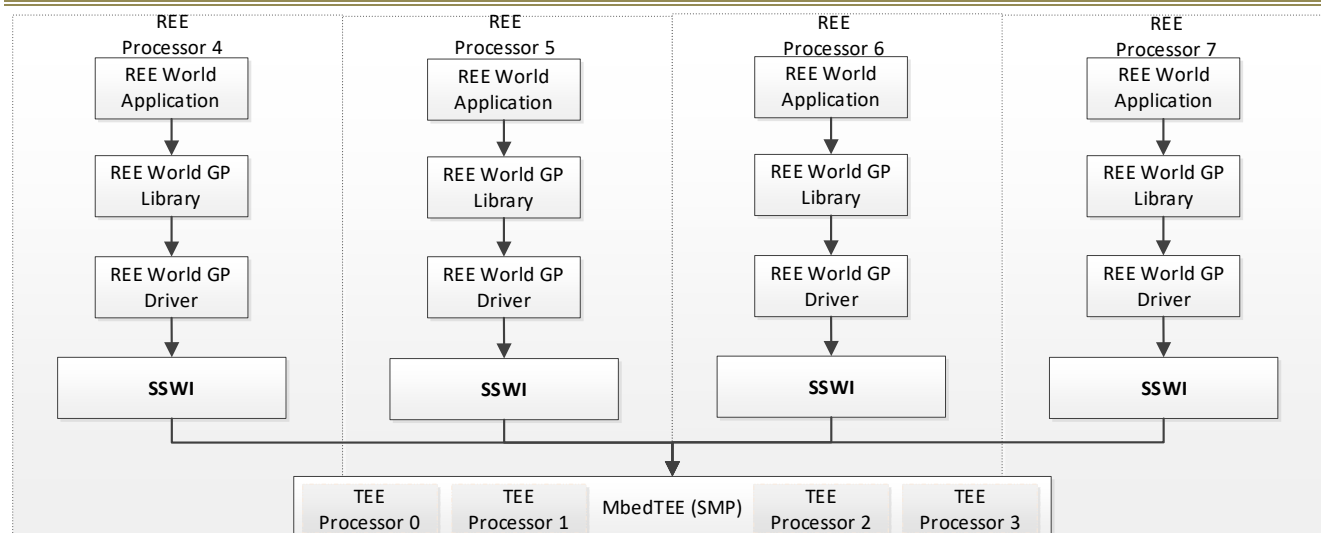 REE
Processor 4
REE
Processor 5
REE
Processor 6
REE
Processor 7
REE World
Application
REE World
Application
REE World
Application
REE World
Application
REE World GP
Library
REE World GP
Library
REE World GP
Library
REE World GP
Library
REE World GP
Driver
REE World GP
Driver
REE World GP
Driver
REE World GP
Driver
SSWI
SSWI
SSWI
SSWI
TEE
Processor 0
TEE
Processor 1
MbedTEE (SMP)
TEE
Processor 2
TEE
Processor 3